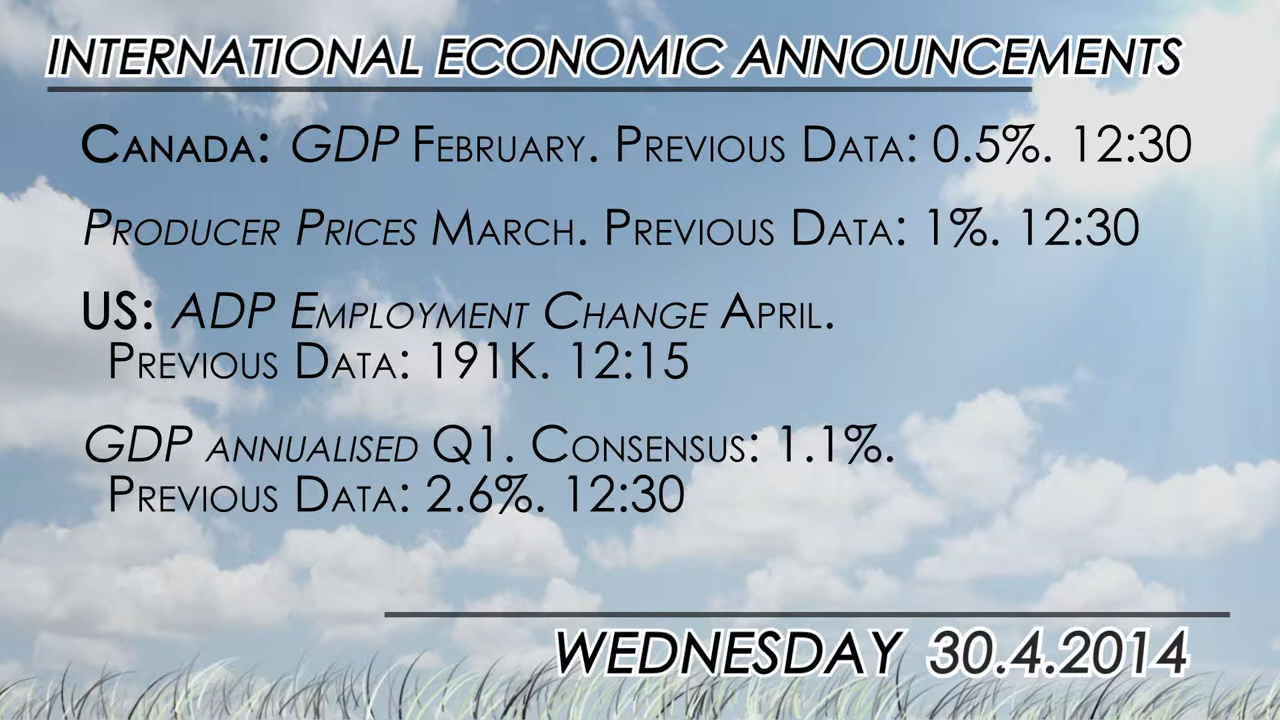 INTERNATIONAL ECONOMIC ANNOUNCEMENTS
CANADA: GDP FEBRUARY. PREVIOUS DATA: 0.5%. 12:30
PRODUCER PRICES MARCH. PREVIOUS DATA: 1%. 12:30
US: ADP EMPLOYMENT CHANGE APRIL.
PREVIOUS DATA: 191K. 12:15
GDP ANNUALISED Q1. CONSENSUS: 1.1%.
PREVIOUS DATA: 2.6%. 12:30
WEDNESDAY 30.4.2014